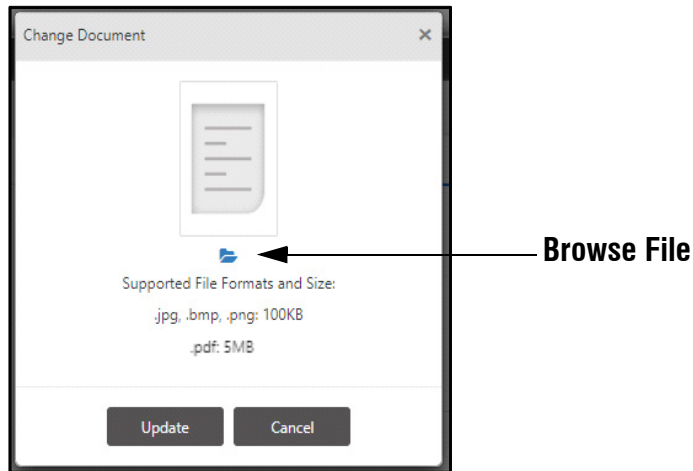 Change Document
Browse File
Supported File Formats and Size:
.jpg, .bmp, .png: 100KB
.pdf: 5MB
Update
Cancel